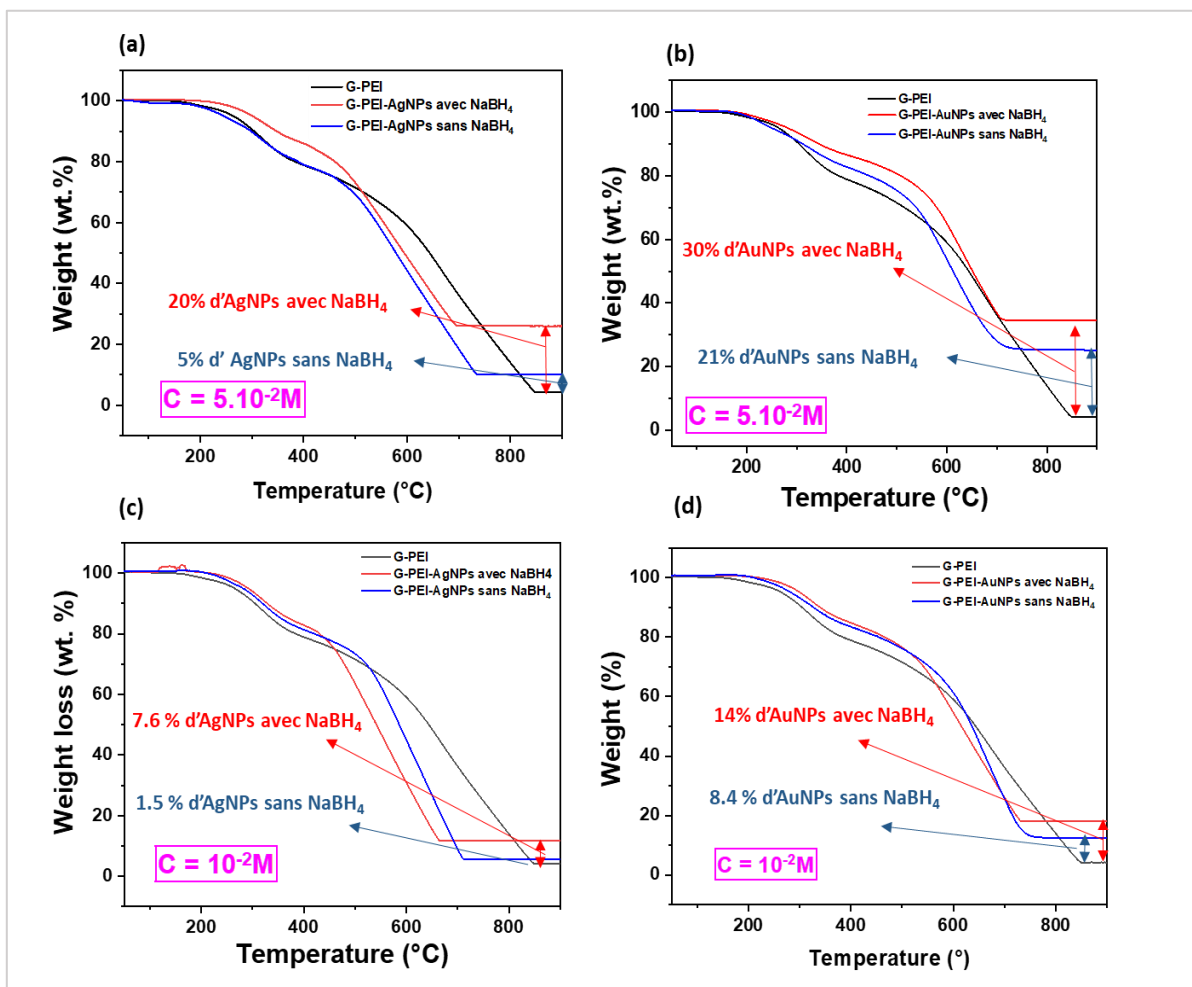 (a)
G-PEI
G-PEI-AgNPs avec NaBH₄
G-PEI-AgNPs sans NaBH₄
100
80
60
40
20
0
Weight (wt.%)
20% d'AgNPs avec NaBH₄
5% d' AgNPs sans NaBH₄
C = 5.10⁻²M
200
400
600
800
Temperature (°C)
(b)
G-PEI
G-PEI-AuNPs avec NaBH₄
G-PEI-AuNPs sans NaBH₄
100
80
60
40
20
0
Weight (wt.%)
30% d'AuNPs avec NaBH₄
21% d'AuNPs sans NaBH₄
C = 5.10⁻²M
200
400
600
800
Temperature (°C)
(c)
G-PEI
G-PEI-AgNPs avec NaBH4
G-PEI-AgNPs sans NaBH₄
100
80
60
40
20
0
Weight loss (wt. %)
7.6 % d'AgNPs avec NaBH₄
1.5 % d'AgNPs sans NaBH₄
C = 10⁻²M
200
400
600
800
Temperature (°C)
(d)
G-PEI
G-PEI-AuNPs avec NaBH₄
G-PEI-AuNPs sans NaBH₄
100
80
60
40
20
0
Weight (%)
14% d'AuNPs avec NaBH₄
8.4 % d'AuNPs sans NaBH₄
C = 10⁻²M
200
400
600
800
Temperature (°)